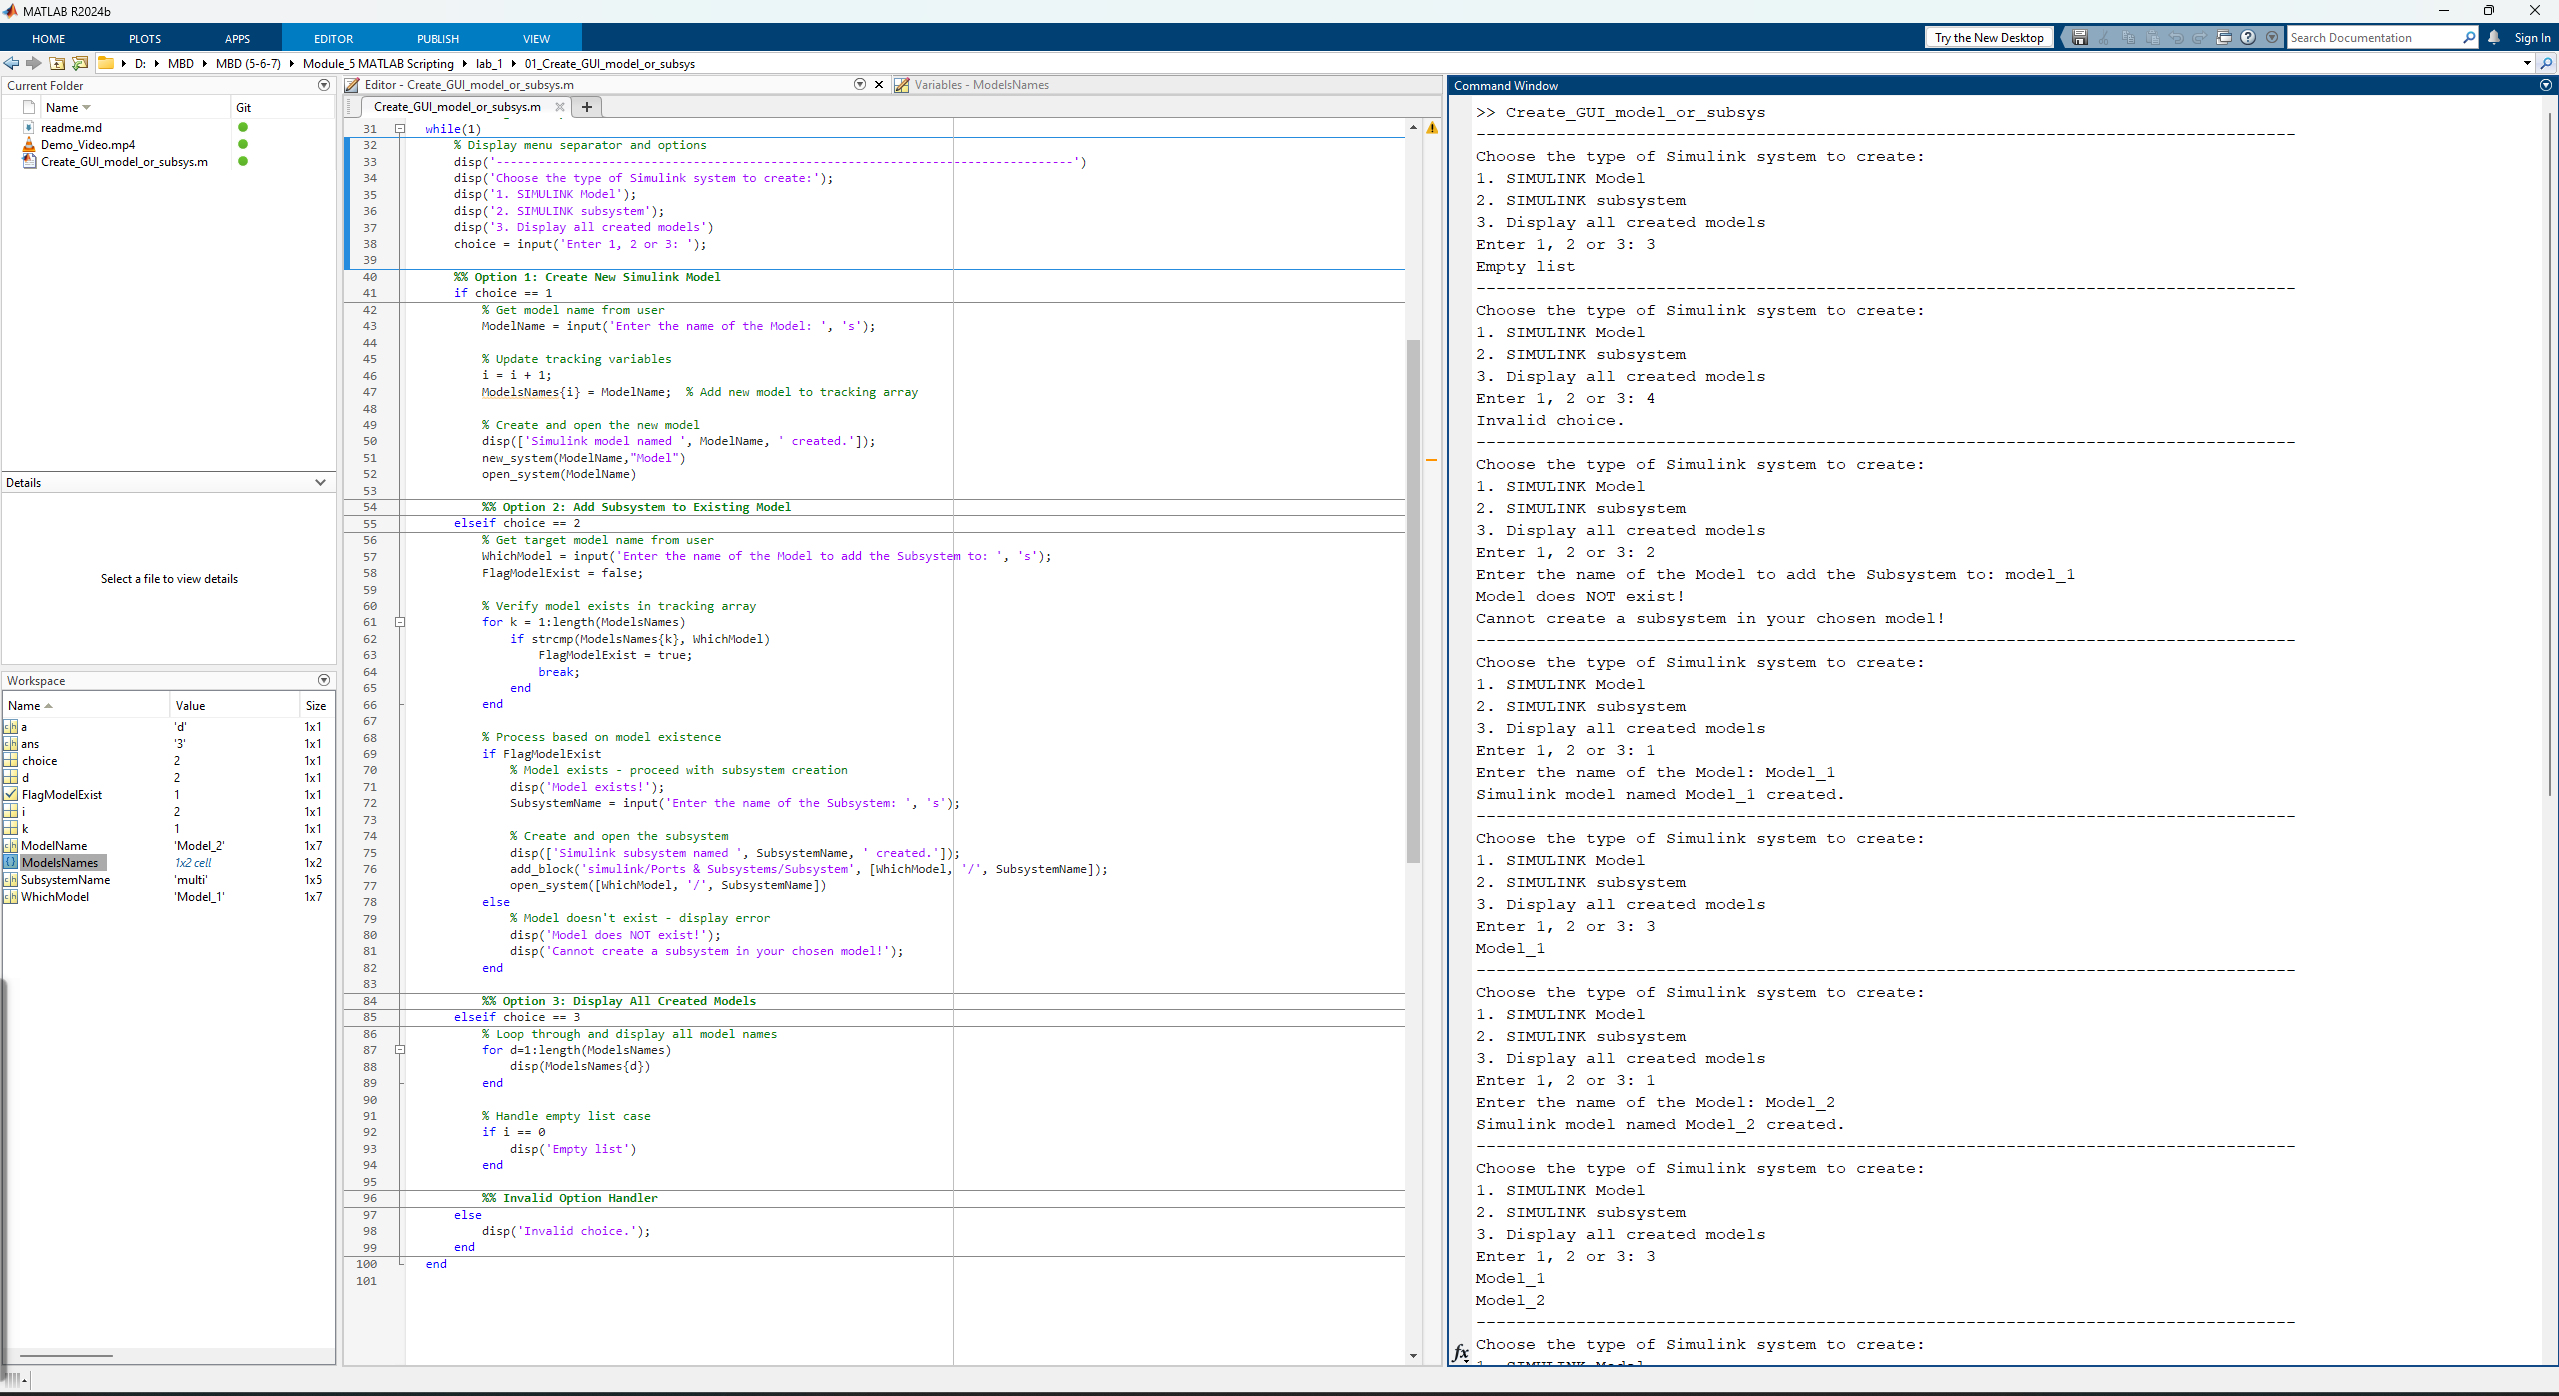 MATLAB R2024b
HOME PLOTS APPS EDITOR PUBLISH VIEW Try the New Desktop Search Documentation Sign In
D: MBD MBD (5-6-7) Module_5 MATLAB Scripting lab_1 01_Create_GUI_model_or_subsys
Current Folder
Name Git
readme.md
Demo_Video.mp4
Create_GUI_model_or_subsys.m
Details
Select a file to view details
Workspace
Name Value Size
a 'd' 1x1
ans '3' 1x1
choice 2 1x1
d 2 1x1
FlagModelExist 1 1x1
i 2 1x1
k 1 1x1
ModelName 'Model_2' 1x7
ModelsNames 1x2 cell 1x2
SubsystemName 'multi' 1x5
WhichModel 'Model_1' 1x7
Editor - Create_GUI_model_or_subsys.m Variables - ModelsNames
Create_GUI_model_or_subsys.m
31 while(1)
32 % Display menu separator and options
33 disp('----------------------------------------------------------------------------------')
34 disp('Choose the type of Simulink system to create:');
35 disp('1. SIMULINK Model');
36 disp('2. SIMULINK subsystem');
37 disp('3. Display all created models')
38 choice = input('Enter 1, 2 or 3: ');
39
40 %% Option 1: Create New Simulink Model
41 if choice == 1
42 % Get model name from user
43 ModelName = input('Enter the name of the Model: ', 's');
44
45 % Update tracking variables
46 i = i + 1;
47 ModelsNames{i} = ModelName; % Add new model to tracking array
48
49 % Create and open the new model
50 disp(['Simulink model named ', ModelName, ' created.']);
51 new_system(ModelName,"Model")
52 open_system(ModelName)
53
54 %% Option 2: Add Subsystem to Existing Model
55 elseif choice == 2
56 % Get target model name from user
57 WhichModel = input('Enter the name of the Model to add the Subsystem to: ', 's');
58 FlagModelExist = false;
59
60 % Verify model exists in tracking array
61 for k = 1:length(ModelsNames)
62 if strcmp(ModelsNames{k}, WhichModel)
63 FlagModelExist = true;
64 break;
65 end
66 end
67
68 % Process based on model existence
69 if FlagModelExist
70 % Model exists - proceed with subsystem creation
71 disp('Model exists!');
72 SubsystemName = input('Enter the name of the Subsystem: ', 's');
73
74 % Create and open the subsystem
75 disp(['Simulink subsystem named ', SubsystemName, ' created.']);
76 add_block('simulink/Ports & Subsystems/Subsystem', [WhichModel, '/', SubsystemName]);
77 open_system([WhichModel, '/', SubsystemName])
78 else
79 % Model doesn't exist - display error
80 disp('Model does NOT exist!');
81 disp('Cannot create a subsystem in your chosen model!');
82 end
83
84 %% Option 3: Display All Created Models
85 elseif choice == 3
86 % Loop through and display all model names
87 for d=1:length(ModelsNames)
88 disp(ModelsNames{d})
89 end
90
91 % Handle empty list case
92 if i == 0
93 disp('Empty list')
94 end
95
96 %% Invalid Option Handler
97 else
98 disp('Invalid choice.');
99 end
100 end
101
Command Window
>> Create_GUI_model_or_subsys
----------------------------------------------------------------------------------
Choose the type of Simulink system to create:
1. SIMULINK Model
2. SIMULINK subsystem
3. Display all created models
Enter 1, 2 or 3: 3
Empty list
----------------------------------------------------------------------------------
Choose the type of Simulink system to create:
1. SIMULINK Model
2. SIMULINK subsystem
3. Display all created models
Enter 1, 2 or 3: 4
Invalid choice.
----------------------------------------------------------------------------------
Choose the type of Simulink system to create:
1. SIMULINK Model
2. SIMULINK subsystem
3. Display all created models
Enter 1, 2 or 3: 2
Enter the name of the Model to add the Subsystem to: model_1
Model does NOT exist!
Cannot create a subsystem in your chosen model!
----------------------------------------------------------------------------------
Choose the type of Simulink system to create:
1. SIMULINK Model
2. SIMULINK subsystem
3. Display all created models
Enter 1, 2 or 3: 1
Enter the name of the Model: Model_1
Simulink model named Model_1 created.
----------------------------------------------------------------------------------
Choose the type of Simulink system to create:
1. SIMULINK Model
2. SIMULINK subsystem
3. Display all created models
Enter 1, 2 or 3: 3
Model_1
----------------------------------------------------------------------------------
Choose the type of Simulink system to create:
1. SIMULINK Model
2. SIMULINK subsystem
3. Display all created models
Enter 1, 2 or 3: 1
Enter the name of the Model: Model_2
Simulink model named Model_2 created.
----------------------------------------------------------------------------------
Choose the type of Simulink system to create:
1. SIMULINK Model
2. SIMULINK subsystem
3. Display all created models
Enter 1, 2 or 3: 3
Model_1
Model_2
----------------------------------------------------------------------------------
Choose the type of Simulink system to create:
1. SIMULINK Model
fx